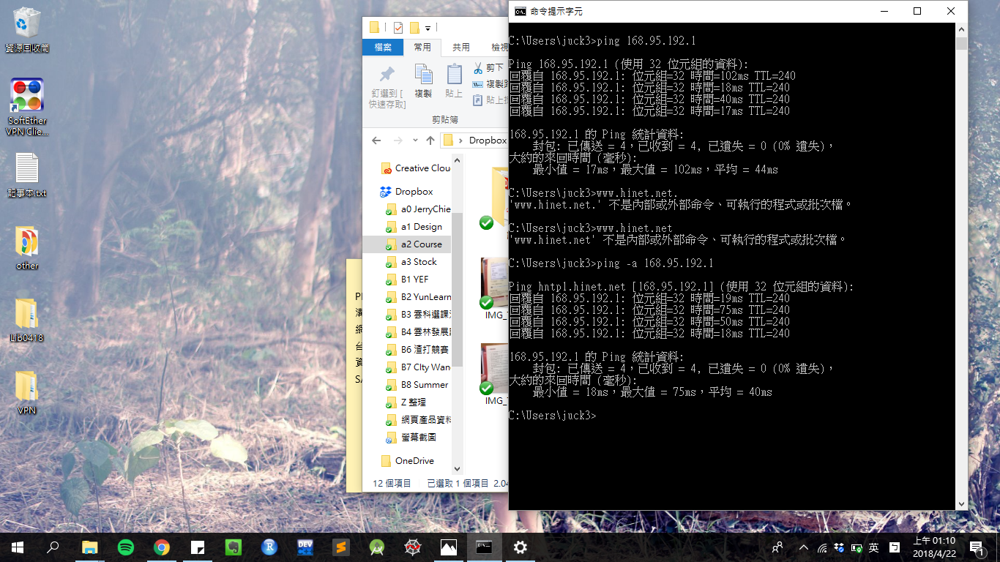 資源回收筒
SoftEther
VPN Clie...
記事本.txt
other
Lib0418
VPN
檔案
常用
共用
檢視
釘選到 [
快速存取]
複製
貼上
剪下
剪貼簿
Dropbox
Creative Clou
Dropbox
a0 JerryChie
a1 Design
a2 Course
a3 Stock
B1 YEF
B2 YunLearn
B3 雲科選課
B4 雲林發展
B6 渣打競賽
B7 CIty Wan
B8 Summer
Z 整理
網頁產品資料
螢幕截圖
OneDrive
12 個項目
已選取 1 個項目 2.04
IMG_
IMG_
命令提示字元
C:\Users\juck3>ping 168.95.192.1
Ping 168.95.192.1 (使用 32 位元組的資料):
回覆自 168.95.192.1: 位元組=32 時間=102ms TTL=240
回覆自 168.95.192.1: 位元組=32 時間=18ms TTL=240
回覆自 168.95.192.1: 位元組=32 時間=40ms TTL=240
回覆自 168.95.192.1: 位元組=32 時間=17ms TTL=240
168.95.192.1 的 Ping 統計資料:
封包: 已傳送 = 4，已收到 = 4, 已遺失 = 0 (0% 遺失)，
大約的來回時間 (毫秒):
最小值 = 17ms，最大值 = 102ms，平均 = 44ms
C:\Users\juck3>www.hinet.net.
'www.hinet.net.' 不是內部或外部命令、可執行的程式或批次檔。
C:\Users\juck3>www.hinet.net
'www.hinet.net' 不是內部或外部命令、可執行的程式或批次檔。
C:\Users\juck3>ping -a 168.95.192.1
Ping hntp1.hinet.net [168.95.192.1] (使用 32 位元組的資料):
回覆自 168.95.192.1: 位元組=32 時間=19ms TTL=240
回覆自 168.95.192.1: 位元組=32 時間=75ms TTL=240
回覆自 168.95.192.1: 位元組=32 時間=50ms TTL=240
回覆自 168.95.192.1: 位元組=32 時間=18ms TTL=240
168.95.192.1 的 Ping 統計資料:
封包: 已傳送 = 4，已收到 = 4, 已遺失 = 0 (0% 遺失)，
大約的來回時間 (毫秒):
最小值 = 18ms，最大值 = 75ms，平均 = 40ms
C:\Users\juck3>
DEV
英
上午 01:10
2018/4/22
1